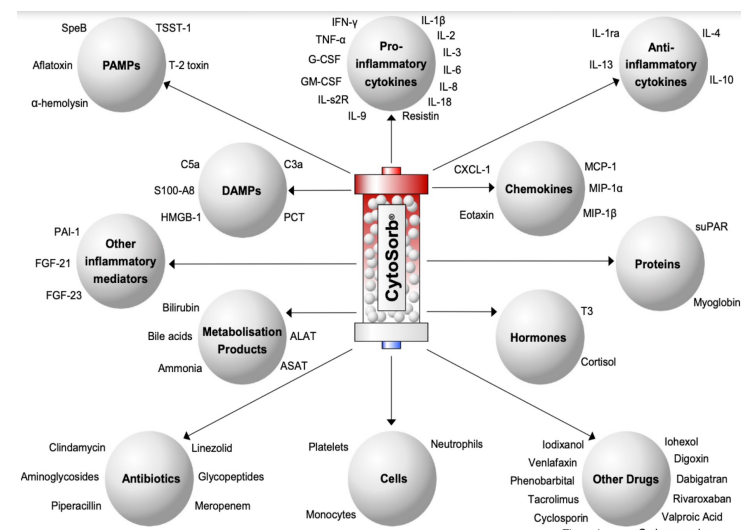 SpeB
TSST-1
PAMPs
Aflatoxin
T-2 toxin
α-hemolysin
IFN-γ
IL-1β
TNF-α
IL-2
Pro-
inflammatory
cytokines
G-CSF
IL-3
GM-CSF
IL-6
IL-s2R
IL-8
IL-9
IL-18
Resistin
IL-1ra
IL-4
Anti-
inflammatory
cytokines
IL-13
IL-10
C5a
C3a
S100-A8
DAMPs
HMGB-1
PCT
CXCL-1
MCP-1
Chemokines
MIP-1α
Eotaxin
MIP-1β
CytoSorb®
PAI-1
Other
inflammatory
mediators
FGF-21
FGF-23
suPAR
Proteins
Myoglobin
Bilirubin
Bile acids
Metabolisation
Products
ALAT
Ammonia
ASAT
T3
Hormones
Cortisol
Clindamycin
Linezolid
Aminoglycosides
Antibiotics
Glycopeptides
Piperacillin
Meropenem
Platelets
Neutrophils
Cells
Monocytes
Iodixanol
Iohexol
Venlafaxin
Digoxin
Phenobarbital
Other Drugs
Dabigatran
Tacrolimus
Rivaroxaban
Cyclosporin
Valproic Acid